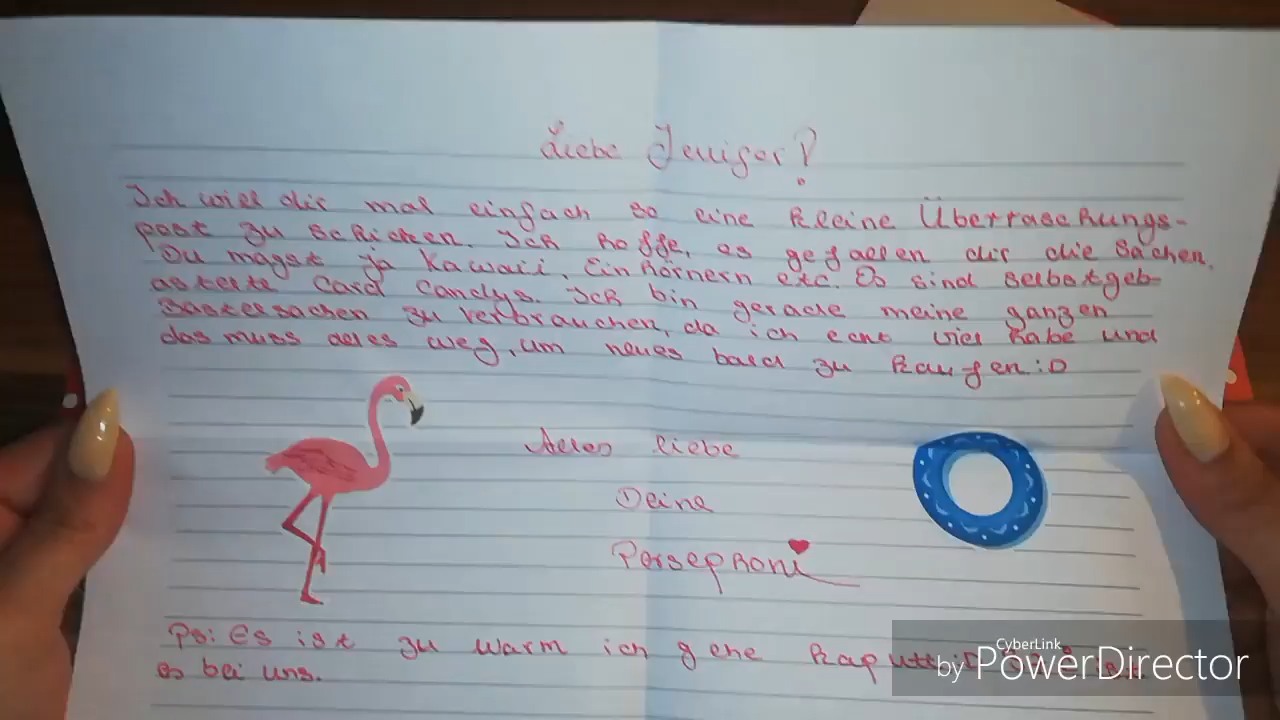 Liebe Jenifer!
Ich will dir mal einfach so eine kleine Überraschungs-
post zu schicken. Ich hoffe, es gefallen dir die Sachen.
Du magst ja Kawaii, Einhörnern etc. Es sind selbstgeb-
astelte Card Candys. Ich bin gerade meine ganzen
Bastelsachen zu verbrauchen, da ich echt viel habe und
das muss alles weg, um neues bald zu kaufen :D
Alles liebe
Deine
Persephoni
Ps: Es ist zu warm ich gehe kaputt :D
es bei uns.
CyberLink
by PowerDirector